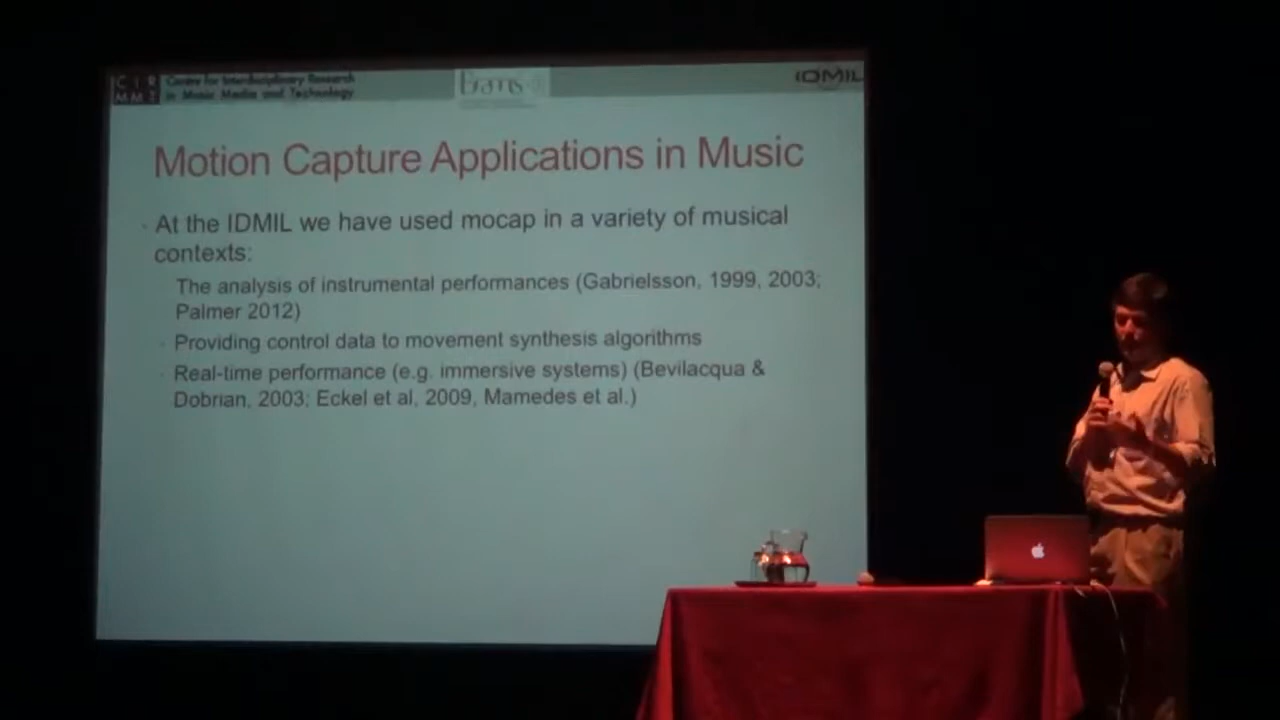 CIR
MMT
Centre for Interdisciplinary Research
in Music Media and Technology
IDMIL
Motion Capture Applications in Music
At the IDMIL we have used mocap in a variety of musical
contexts:
The analysis of instrumental performances (Gabrielsson, 1999, 2003;
Palmer 2012)
Providing control data to movement synthesis algorithms
Real-time performance (e.g. immersive systems) (Bevilacqua &
Dobrian, 2003; Eckel et al, 2009, Mamedes et al.)